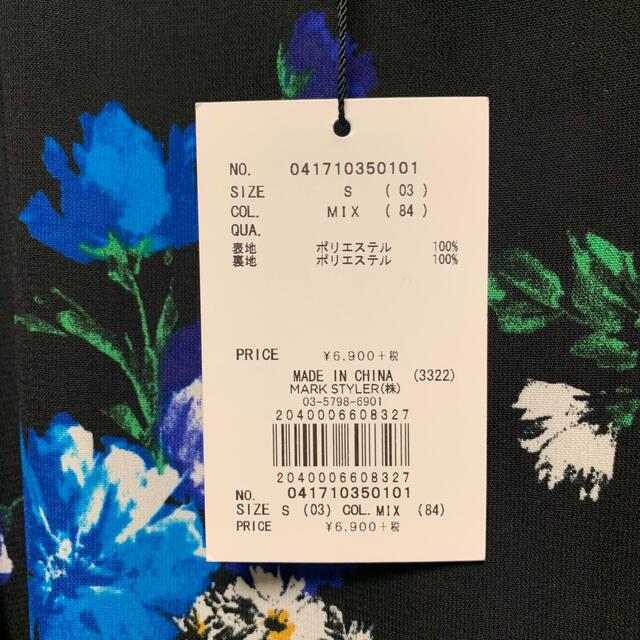 NO. 041710350101
SIZE S (03)
COL. MIX (84)
QUA.
表地 ポリエステル 100%
裏地 ポリエステル 100%
PRICE ¥6,900+税
MADE IN CHINA (3322)
MARK STYLER(株)
03-5798-6901
2040006608327
2040006608327
NO. 041710350101
SIZE S (03) COL. MIX (84)
PRICE ¥6,900+税